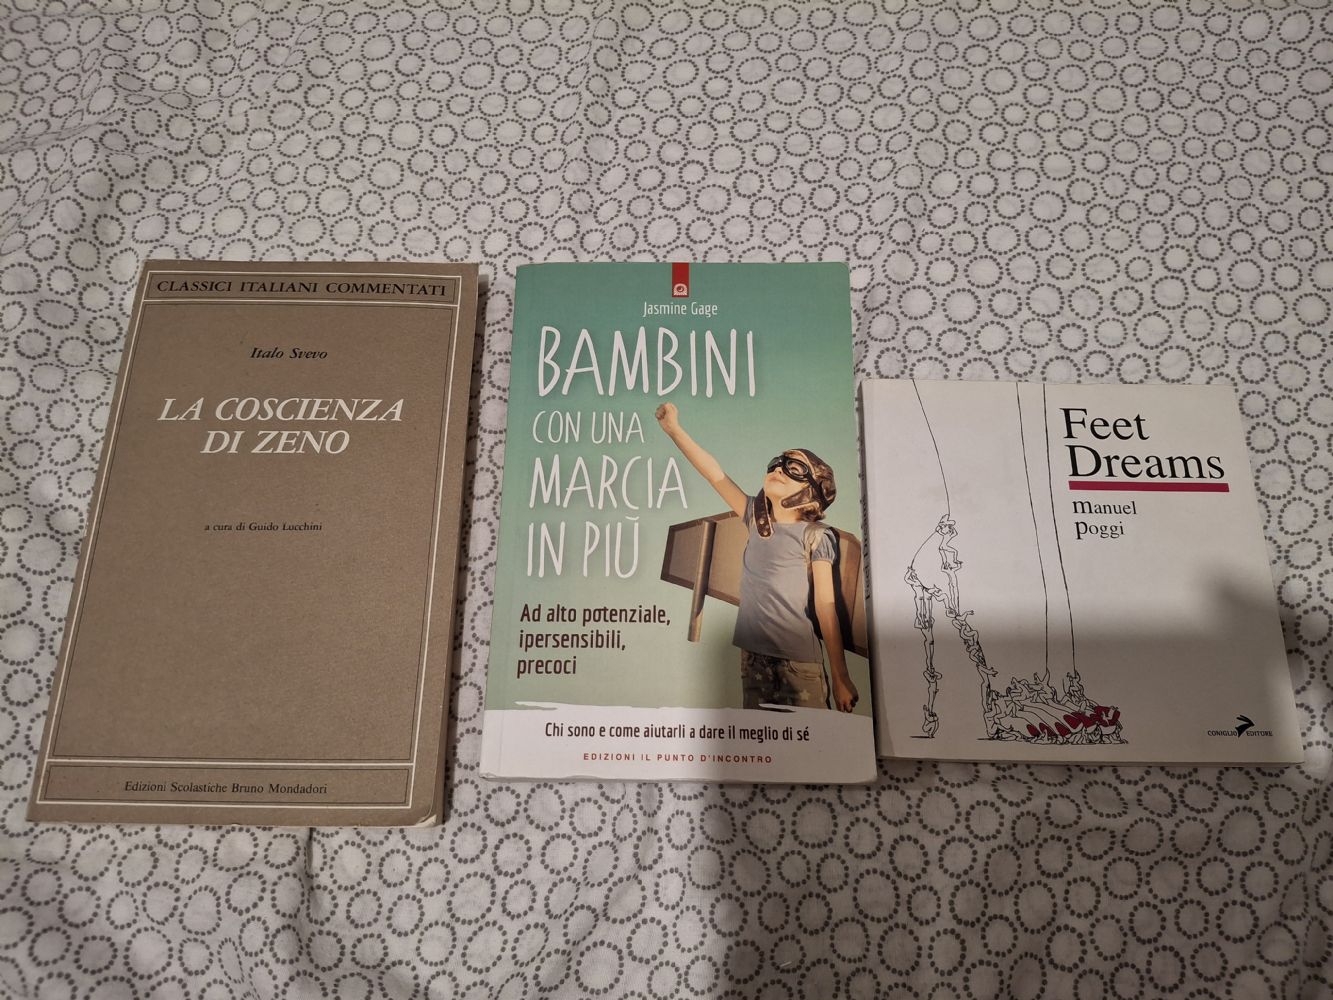 CLASSICI ITALIANI COMMENTATI
Italo Svevo
LA COSCIENZA
DI ZENO
a cura di Guido Lucchini
Edizioni Scolastiche Bruno Mondadori
Jasmine Gage
BAMBINI
CON UNA
MARCIA
IN PIÙ
Ad alto potenziale,
ipersensibili,
precoci
Chi sono e come aiutarli a dare il meglio di sé
EDIZIONI IL PUNTO D'INCONTRO
Feet
Dreams
manuel
poggi
CONIGLIO EDITORE